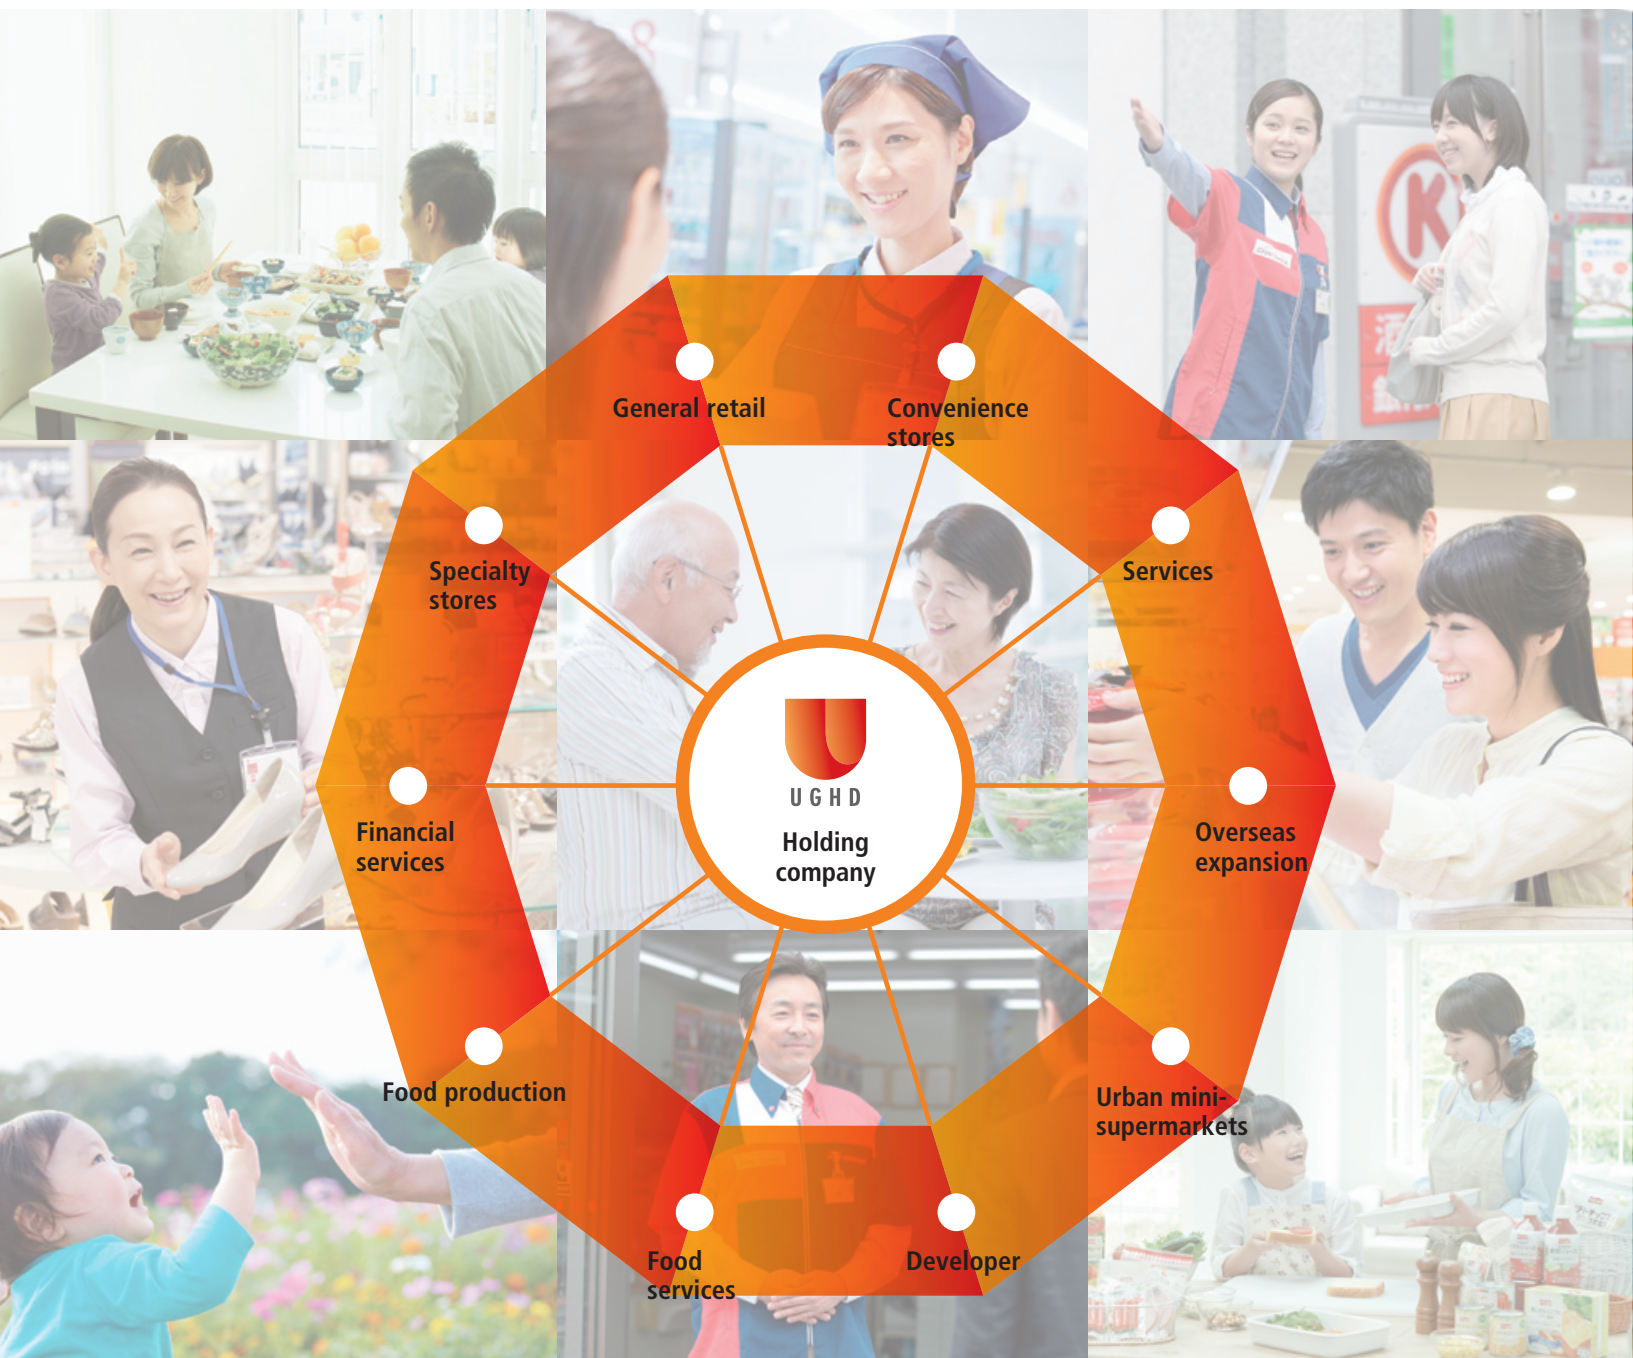 General retail
Convenience
stores
Specialty
stores
Services
UGHD
Holding
company
Financial
services
Overseas
expansion
Food production
Urban mini-
supermarkets
Food
services
Developer
K
酒